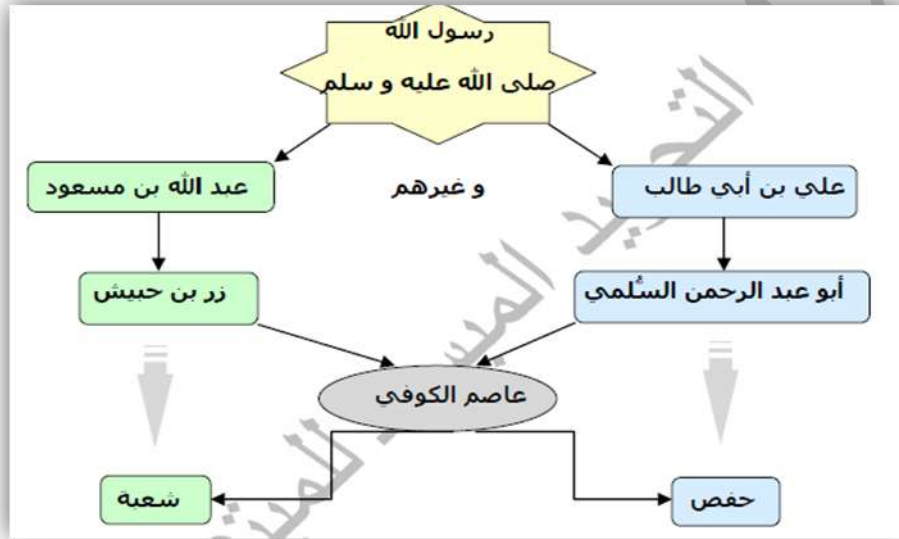 رسول الله
صلى الله عليه و سلم
علي بن أبي طالب
و غيرهم
عبد الله بن مسعود
أبو عبد الرحمن السُّلمي
زر بن حبيش
عاصم الكوفي
حفص
شعبة
التجويد